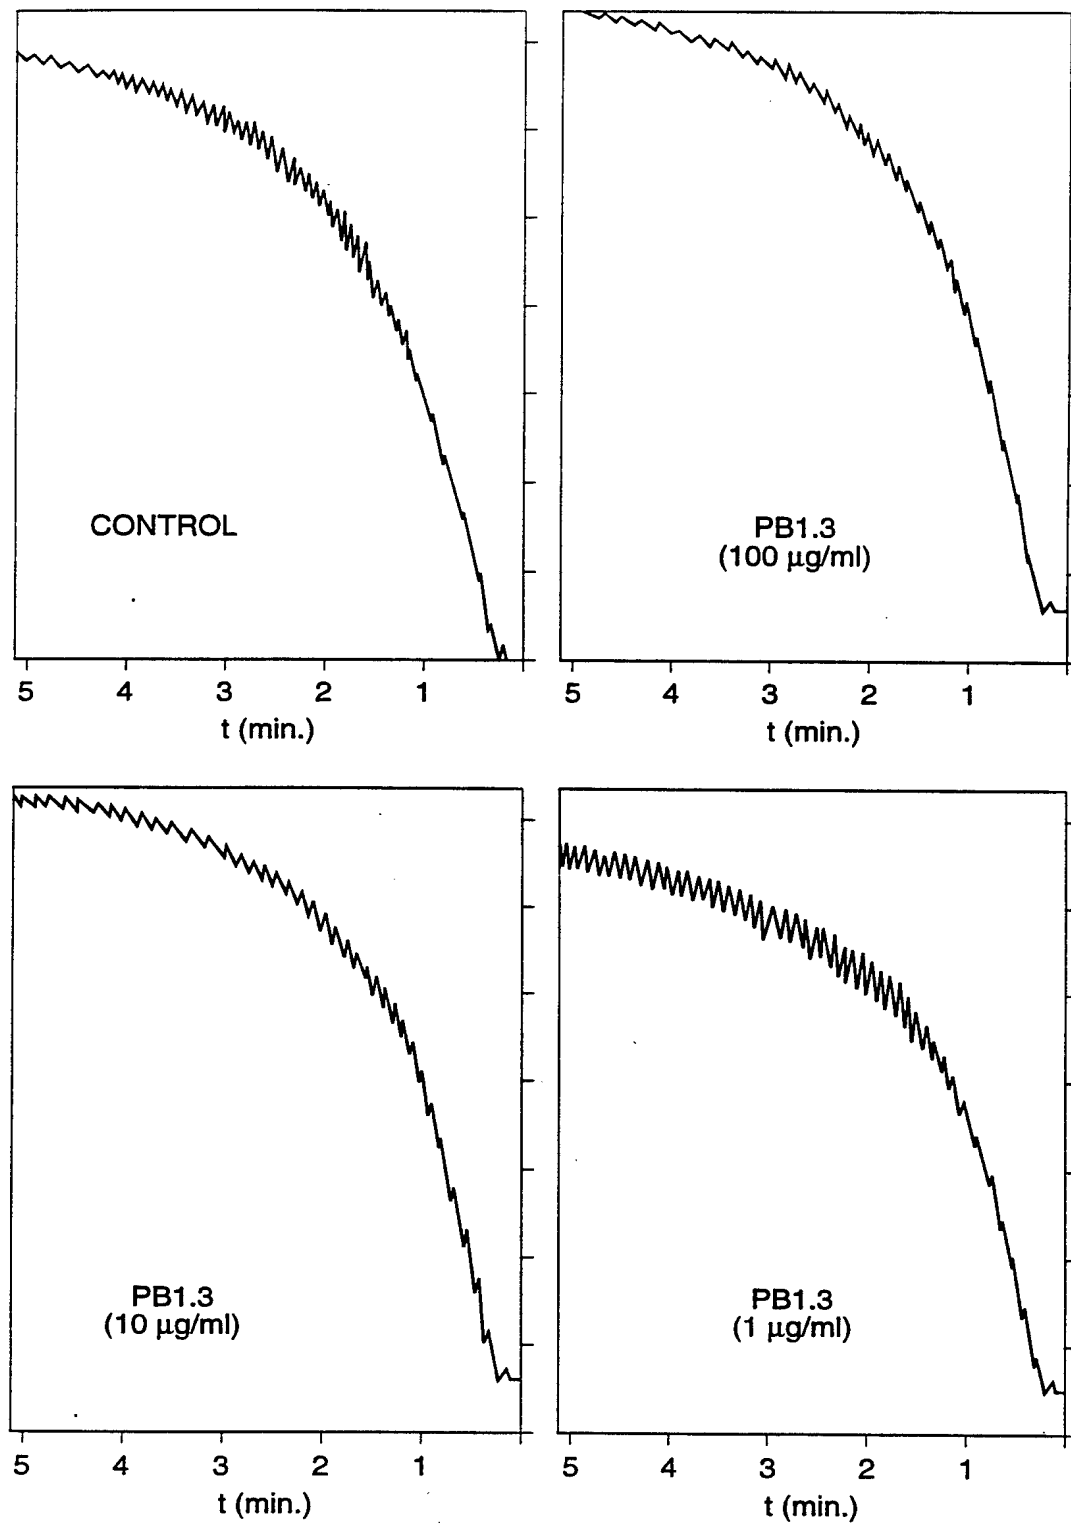 CONTROL
5 4 3 2 1
t (min.)
PB1.3
(100 µg/ml)
5 4 3 2 1
t (min.)
PB1.3
(10 µg/ml)
5 4 3 2 1
t (min.)
PB1.3
(1 µg/ml)
5 4 3 2 1
t (min.)